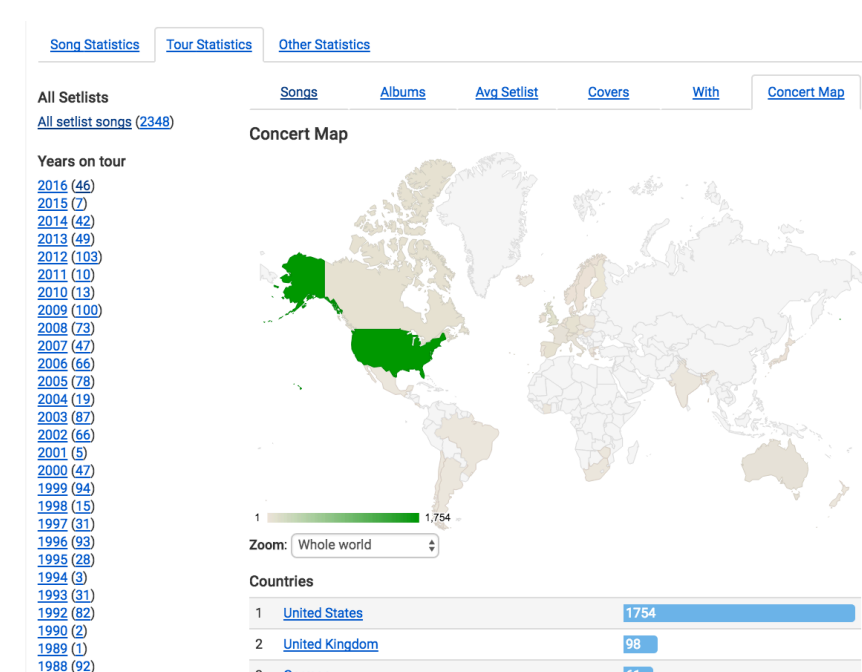 Song Statistics Tour Statistics Other Statistics
All Setlists
All setlist songs (2348)
Years on tour
2016 (46)
2015 (7)
2014 (42)
2013 (49)
2012 (103)
2011 (10)
2010 (13)
2009 (100)
2008 (73)
2007 (47)
2006 (66)
2005 (78)
2004 (19)
2003 (87)
2002 (66)
2001 (5)
2000 (47)
1999 (94)
1998 (15)
1997 (31)
1996 (93)
1995 (28)
1994 (3)
1993 (31)
1992 (82)
1990 (2)
1989 (1)
1988 (92)
Songs Albums Avg Setlist Covers With Concert Map
Concert Map
1 1,754
Zoom: Whole world
Countries
1 United States 1754
2 United Kingdom 98